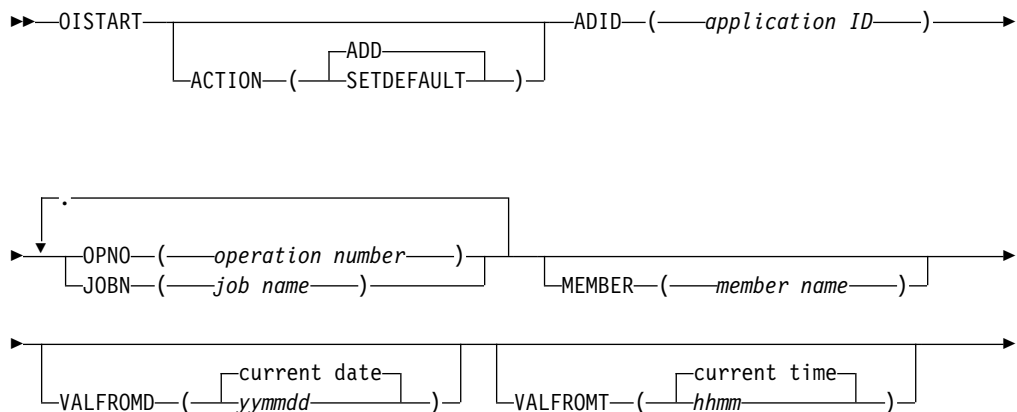 OISTART ADID ( application ID )
ADD
ACTION ( SETDEFAULT )
.
OPNO ( operation number )
JOBN ( job name ) MEMBER ( member name )
current date current time
VALFROMD ( yymmdd ) VALFROMT ( hhmm )